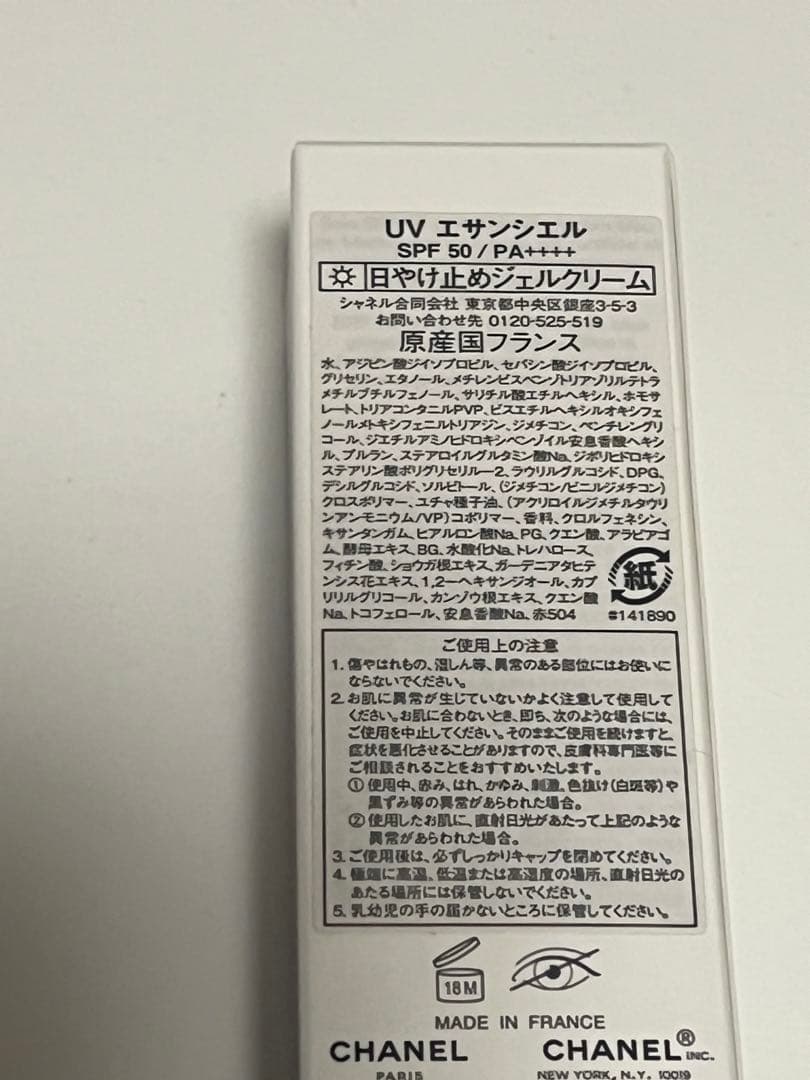 UV エサンシエル
SPF 50 / PA++++
日やけ止めジェルクリーム
シャネル合同会社 東京都中央区銀座3-5-3
お問い合わせ先 0120-525-519
原産国フランス
水、アジピン酸ジイソプロピル、セバシン酸ジイソプロピル、
グリセリン、エタノール、メチレンビスベンゾトリアゾリルテトラ
メチルブチルフェノール、サリチル酸エチルヘキシル、ホモサ
レート、トリアコンタニルPVP、ビスエチルヘキシルオキシフェ
ノールメトキシフェニルトリアジン、ジメチコン、ペンチレングリ
コール、ジエチルアミノヒドロキシベンゾイル安息香酸ヘキシ
ル、プルラン、ステアロイルグルタミン酸Na、ジポリヒドロキシ
ステアリン酸ポリグリセリル-2、ラウリルグルコシド、DPG、
デシルグルコシド、ソルビトール、(ジメチコン/ビニルジメチコン)
クロスポリマー、ユチャ種子油、(アクリロイルジメチルタウリ
ンアンモニウム/VP)コポリマー、香料、クロルフェネシン、
キサンタンガム、ヒアルロン酸Na、PG、クエン酸、アラビアゴ
ム、酵母エキス、BG、水酸化Na、トレハロース、
フィチン酸、ショウガ根エキス、ガーデニアタヒテ
ンシス花エキス、1,2-ヘキサンジオール、カプ
リリルグリコール、カンゾウ根エキス、クエン酸
Na、トコフェロール、安息香酸Na、赤504
紙
#141890
ご使用上の注意
1. 傷やはれもの、湿しん等、異常のある部位にはお使いに
ならないでください。
2. お肌に異常が生じていないかよく注意して使用して
ください。お肌に合わないとき、即ち、次のような場合には、
ご使用を中止してください。そのままご使用を続けますと、
症状を悪化させることがありますので、皮膚科専門医等に
ご相談されることをおすすめいたします。
① 使用中、赤み、はれ、かゆみ、刺激、色抜け(白斑等)や
黒ずみ等の異常があらわれた場合。
② 使用したお肌に、直射日光があたって上記のような
異常があらわれた場合。
3. ご使用後は、必ずしっかりキャップを閉めてください。
4. 極端に高温、低温または高湿度の場所、直射日光の
あたる場所には保管しないでください。
5. 乳幼児の手の届かないところに保管してください。
18M
MADE IN FRANCE
CHANEL CHANEL® INC.
PARIS NEW YORK, N.Y. 10019